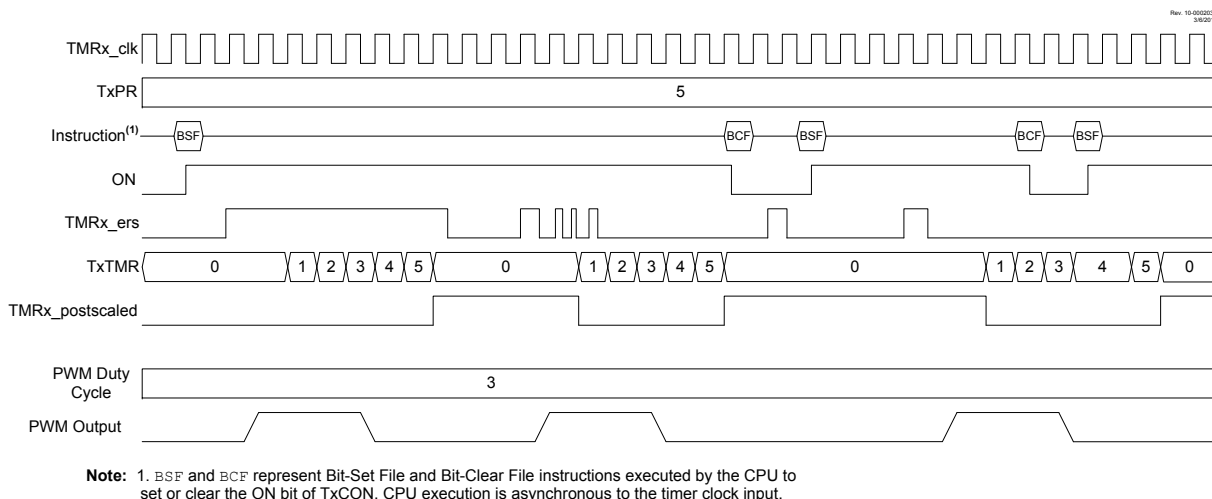 Rev. 10-000203
3/6/201
TMRx_clk
TxPR
5
Instruction(1)
BSF
BCF
BSF
BCF
BSF
ON
TMRx_ers
TxTMR
0
1
2
3
4
5
0
1
2
3
4
5
0
1
2
3
4
5
0
TMRx_postscaled
PWM Duty
Cycle
3
PWM Output
Note: 1. BSF and BCF represent Bit-Set File and Bit-Clear File instructions executed by the CPU to
set or clear the ON bit of TxCON. CPU execution is asynchronous to the timer clock input.